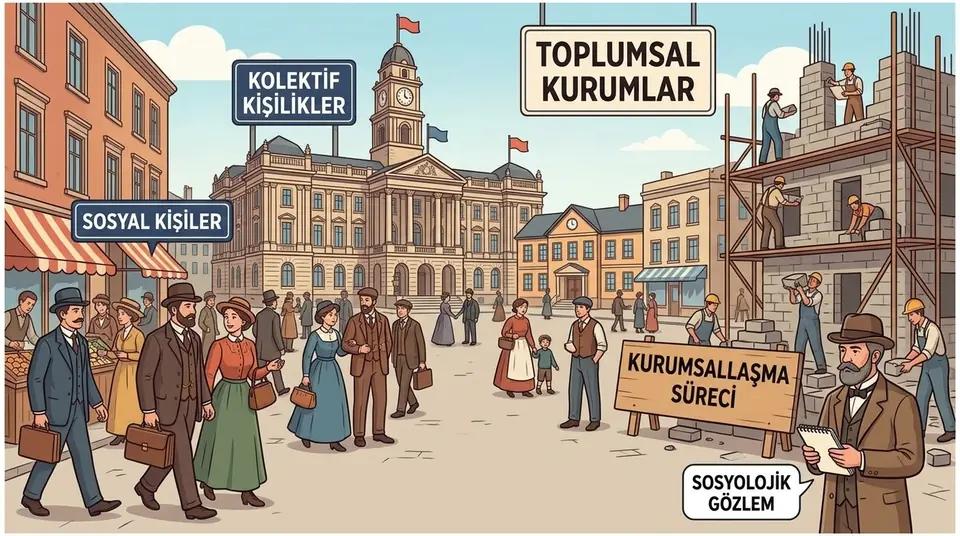 TOPLUMSAL
KURUMLAR
KOLEKTİF
KİŞİLİKLER
SOSYAL KİŞİLER
KURUMSALLAŞMA
SÜRECİ
SOSYOLOJİK
GÖZLEM